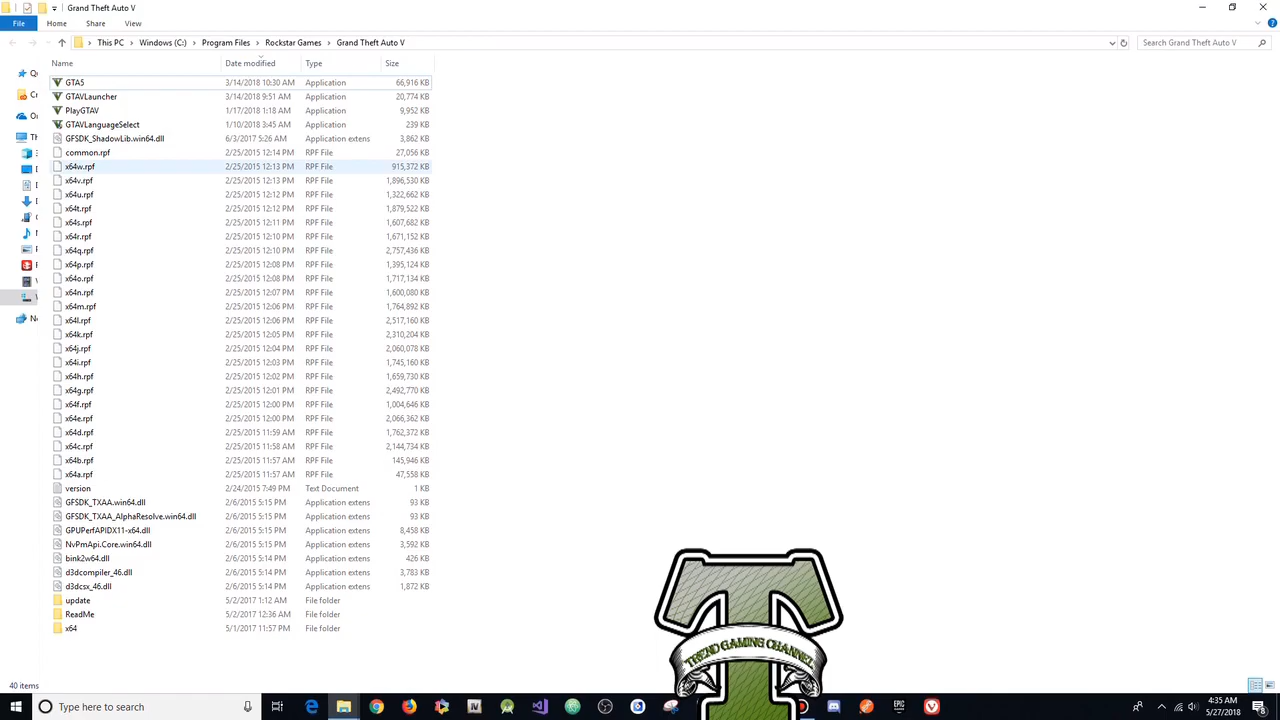 Grand Theft Auto V
File Home Share View
This PC Windows (C:) Program Files Rockstar Games Grand Theft Auto V Search Grand Theft Auto V
Name Date modified Type Size
GTA5 3/14/2018 10:30 AM Application 66,916 KB
GTAVLauncher 3/14/2018 9:51 AM Application 20,774 KB
PlayGTAV 1/17/2018 1:18 AM Application 9,952 KB
GTAVLanguageSelect 1/10/2018 3:45 AM Application 239 KB
GFSDK_ShadowLib.win64.dll 6/3/2017 5:26 AM Application extens 3,862 KB
common.rpf 2/25/2015 12:14 PM RPF File 27,056 KB
x64w.rpf 2/25/2015 12:13 PM RPF File 915,372 KB
x64v.rpf 2/25/2015 12:13 PM RPF File 1,896,530 KB
x64u.rpf 2/25/2015 12:12 PM RPF File 1,322,662 KB
x64t.rpf 2/25/2015 12:12 PM RPF File 1,879,522 KB
x64s.rpf 2/25/2015 12:11 PM RPF File 1,607,682 KB
x64r.rpf 2/25/2015 12:10 PM RPF File 1,671,152 KB
x64q.rpf 2/25/2015 12:10 PM RPF File 2,757,436 KB
x64p.rpf 2/25/2015 12:08 PM RPF File 1,395,124 KB
x64o.rpf 2/25/2015 12:08 PM RPF File 1,717,134 KB
x64n.rpf 2/25/2015 12:07 PM RPF File 1,600,080 KB
x64m.rpf 2/25/2015 12:06 PM RPF File 1,764,892 KB
x64l.rpf 2/25/2015 12:06 PM RPF File 2,517,160 KB
x64k.rpf 2/25/2015 12:05 PM RPF File 2,310,204 KB
x64j.rpf 2/25/2015 12:04 PM RPF File 2,060,078 KB
x64i.rpf 2/25/2015 12:03 PM RPF File 1,745,160 KB
x64h.rpf 2/25/2015 12:02 PM RPF File 1,659,730 KB
x64g.rpf 2/25/2015 12:01 PM RPF File 2,492,770 KB
x64f.rpf 2/25/2015 12:00 PM RPF File 1,004,646 KB
x64e.rpf 2/25/2015 12:00 PM RPF File 2,066,362 KB
x64d.rpf 2/25/2015 11:59 AM RPF File 1,762,372 KB
x64c.rpf 2/25/2015 11:58 AM RPF File 2,144,734 KB
x64b.rpf 2/25/2015 11:57 AM RPF File 145,946 KB
x64a.rpf 2/25/2015 11:57 AM RPF File 47,558 KB
version 2/24/2015 7:49 PM Text Document 1 KB
GFSDK_TXAA.win64.dll 2/6/2015 5:15 PM Application extens 93 KB
GFSDK_TXAA_AlphaResolve.win64.dll 2/6/2015 5:15 PM Application extens 93 KB
GPUPerfAPIDX11-x64.dll 2/6/2015 5:15 PM Application extens 8,458 KB
NvPmApi.Core.win64.dll 2/6/2015 5:15 PM Application extens 3,592 KB
bink2w64.dll 2/6/2015 5:14 PM Application extens 426 KB
d3dcompiler_46.dll 2/6/2015 5:14 PM Application extens 3,783 KB
d3dcsx_46.dll 2/6/2015 5:14 PM Application extens 1,872 KB
update 5/2/2017 1:12 AM File folder
ReadMe 5/2/2017 12:36 AM File folder
x64 5/1/2017 11:57 PM File folder
TREND GAMING CHANNEL
40 items
Type here to search
EPIC
4:35 AM
5/27/2018